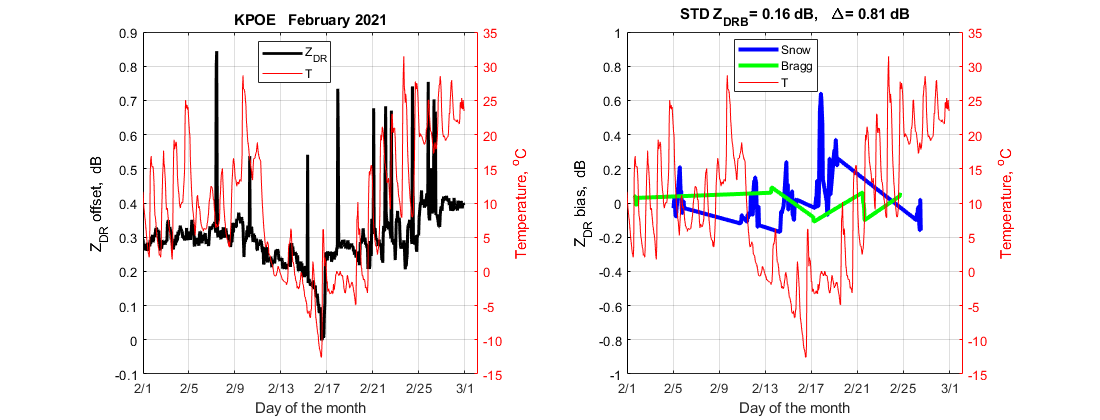 KPOE February 2021
0.9
0.8
0.7
0.6
0.5
0.4
0.3
0.2
0.1
0
-0.1
Z_DR offset, dB
Z_DR
T
35
30
25
20
15
10
5
0
-5
-10
-15
Temperature, °C
2/1 2/5 2/9 2/13 2/17 2/21 2/25 3/1
Day of the month
STD Z_DRB = 0.16 dB, Δ = 0.81 dB
1
0.8
0.6
0.4
0.2
0
-0.2
-0.4
-0.6
-0.8
-1
Z_DR bias, dB
Snow
Bragg
T
35
30
25
20
15
10
5
0
-5
-10
-15
Temperature, °C
2/1 2/5 2/9 2/13 2/17 2/21 2/25 3/1
Day of the month